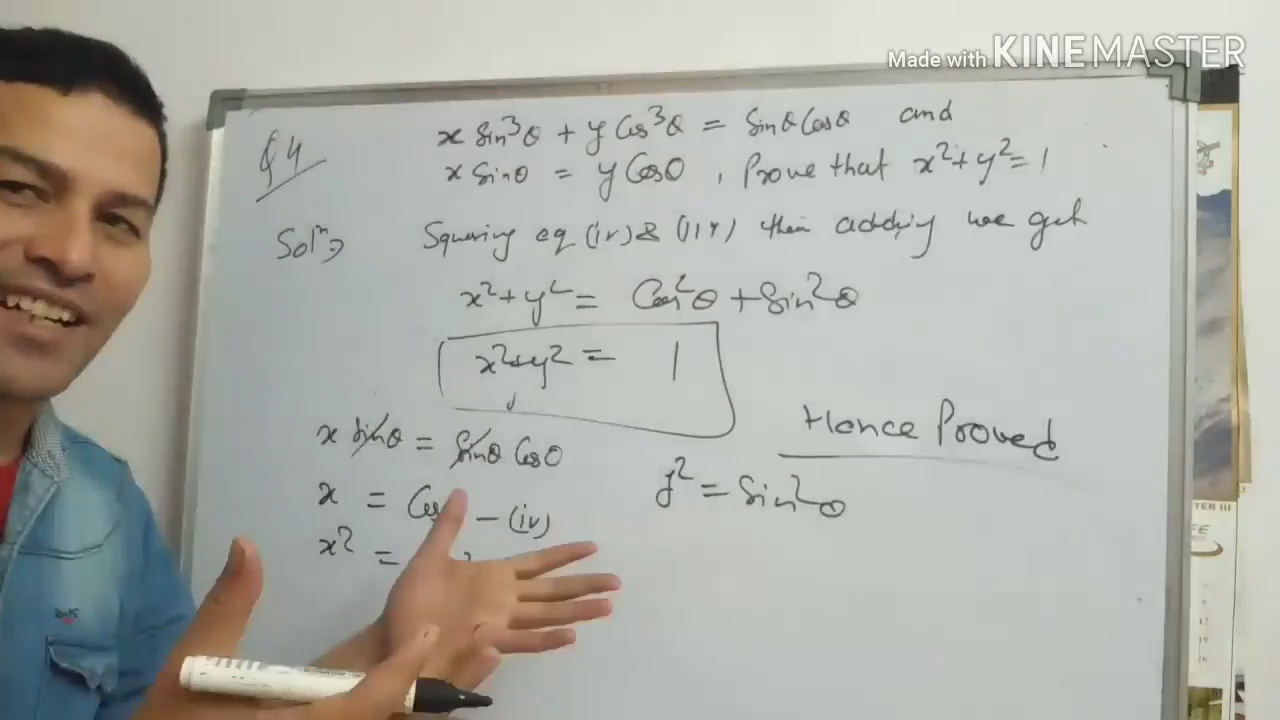 Made with KINEMASTER
Q4
x Sin³θ + y Cos³θ = Sinθ Cosθ and
x Sinθ = y Cosθ , Prove that x² + y² = 1
Solⁿ ⇒ Squaring eq (iv) & (iii) then adding we get
x² + y² = Cos²θ + Sin²θ
x² + y² = 1
Hence Proved
x Sinθ = Sinθ Cosθ
y² = Sin²θ
x = Cos – (iv)
x² =
TER III